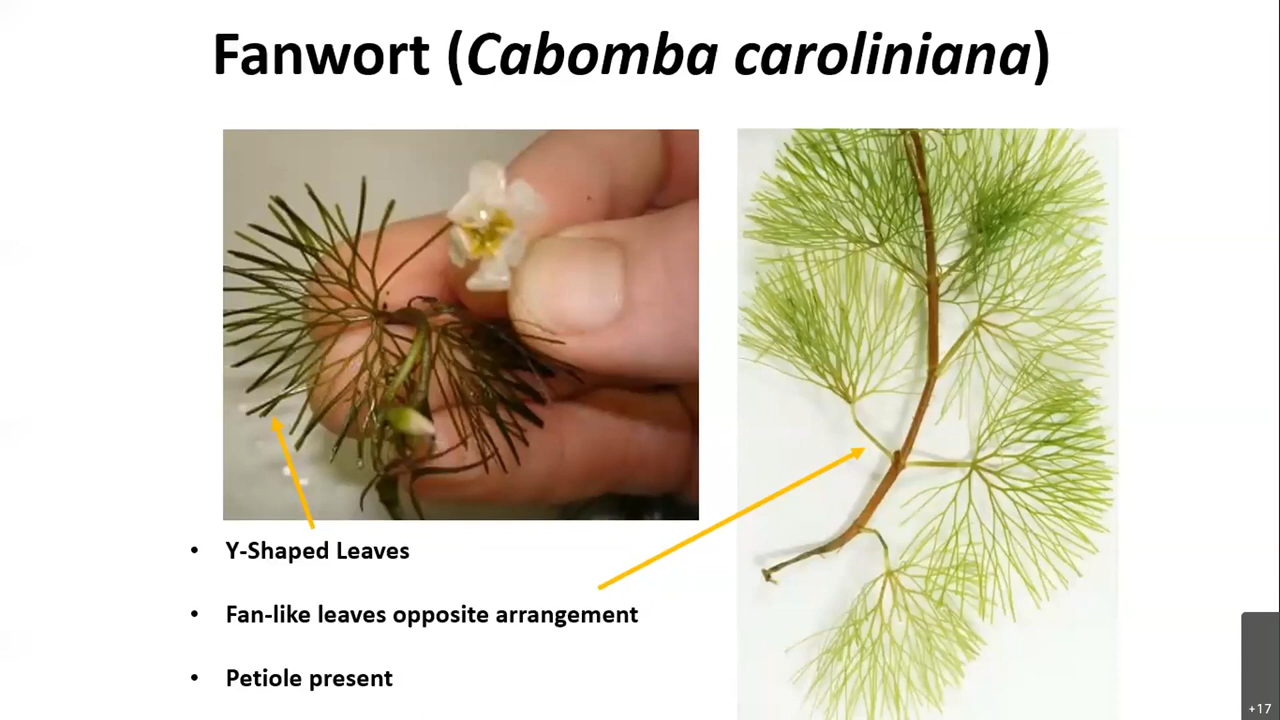 Fanwort (Cabomba caroliniana)
• Y-Shaped Leaves
• Fan-like leaves opposite arrangement
• Petiole present
+17